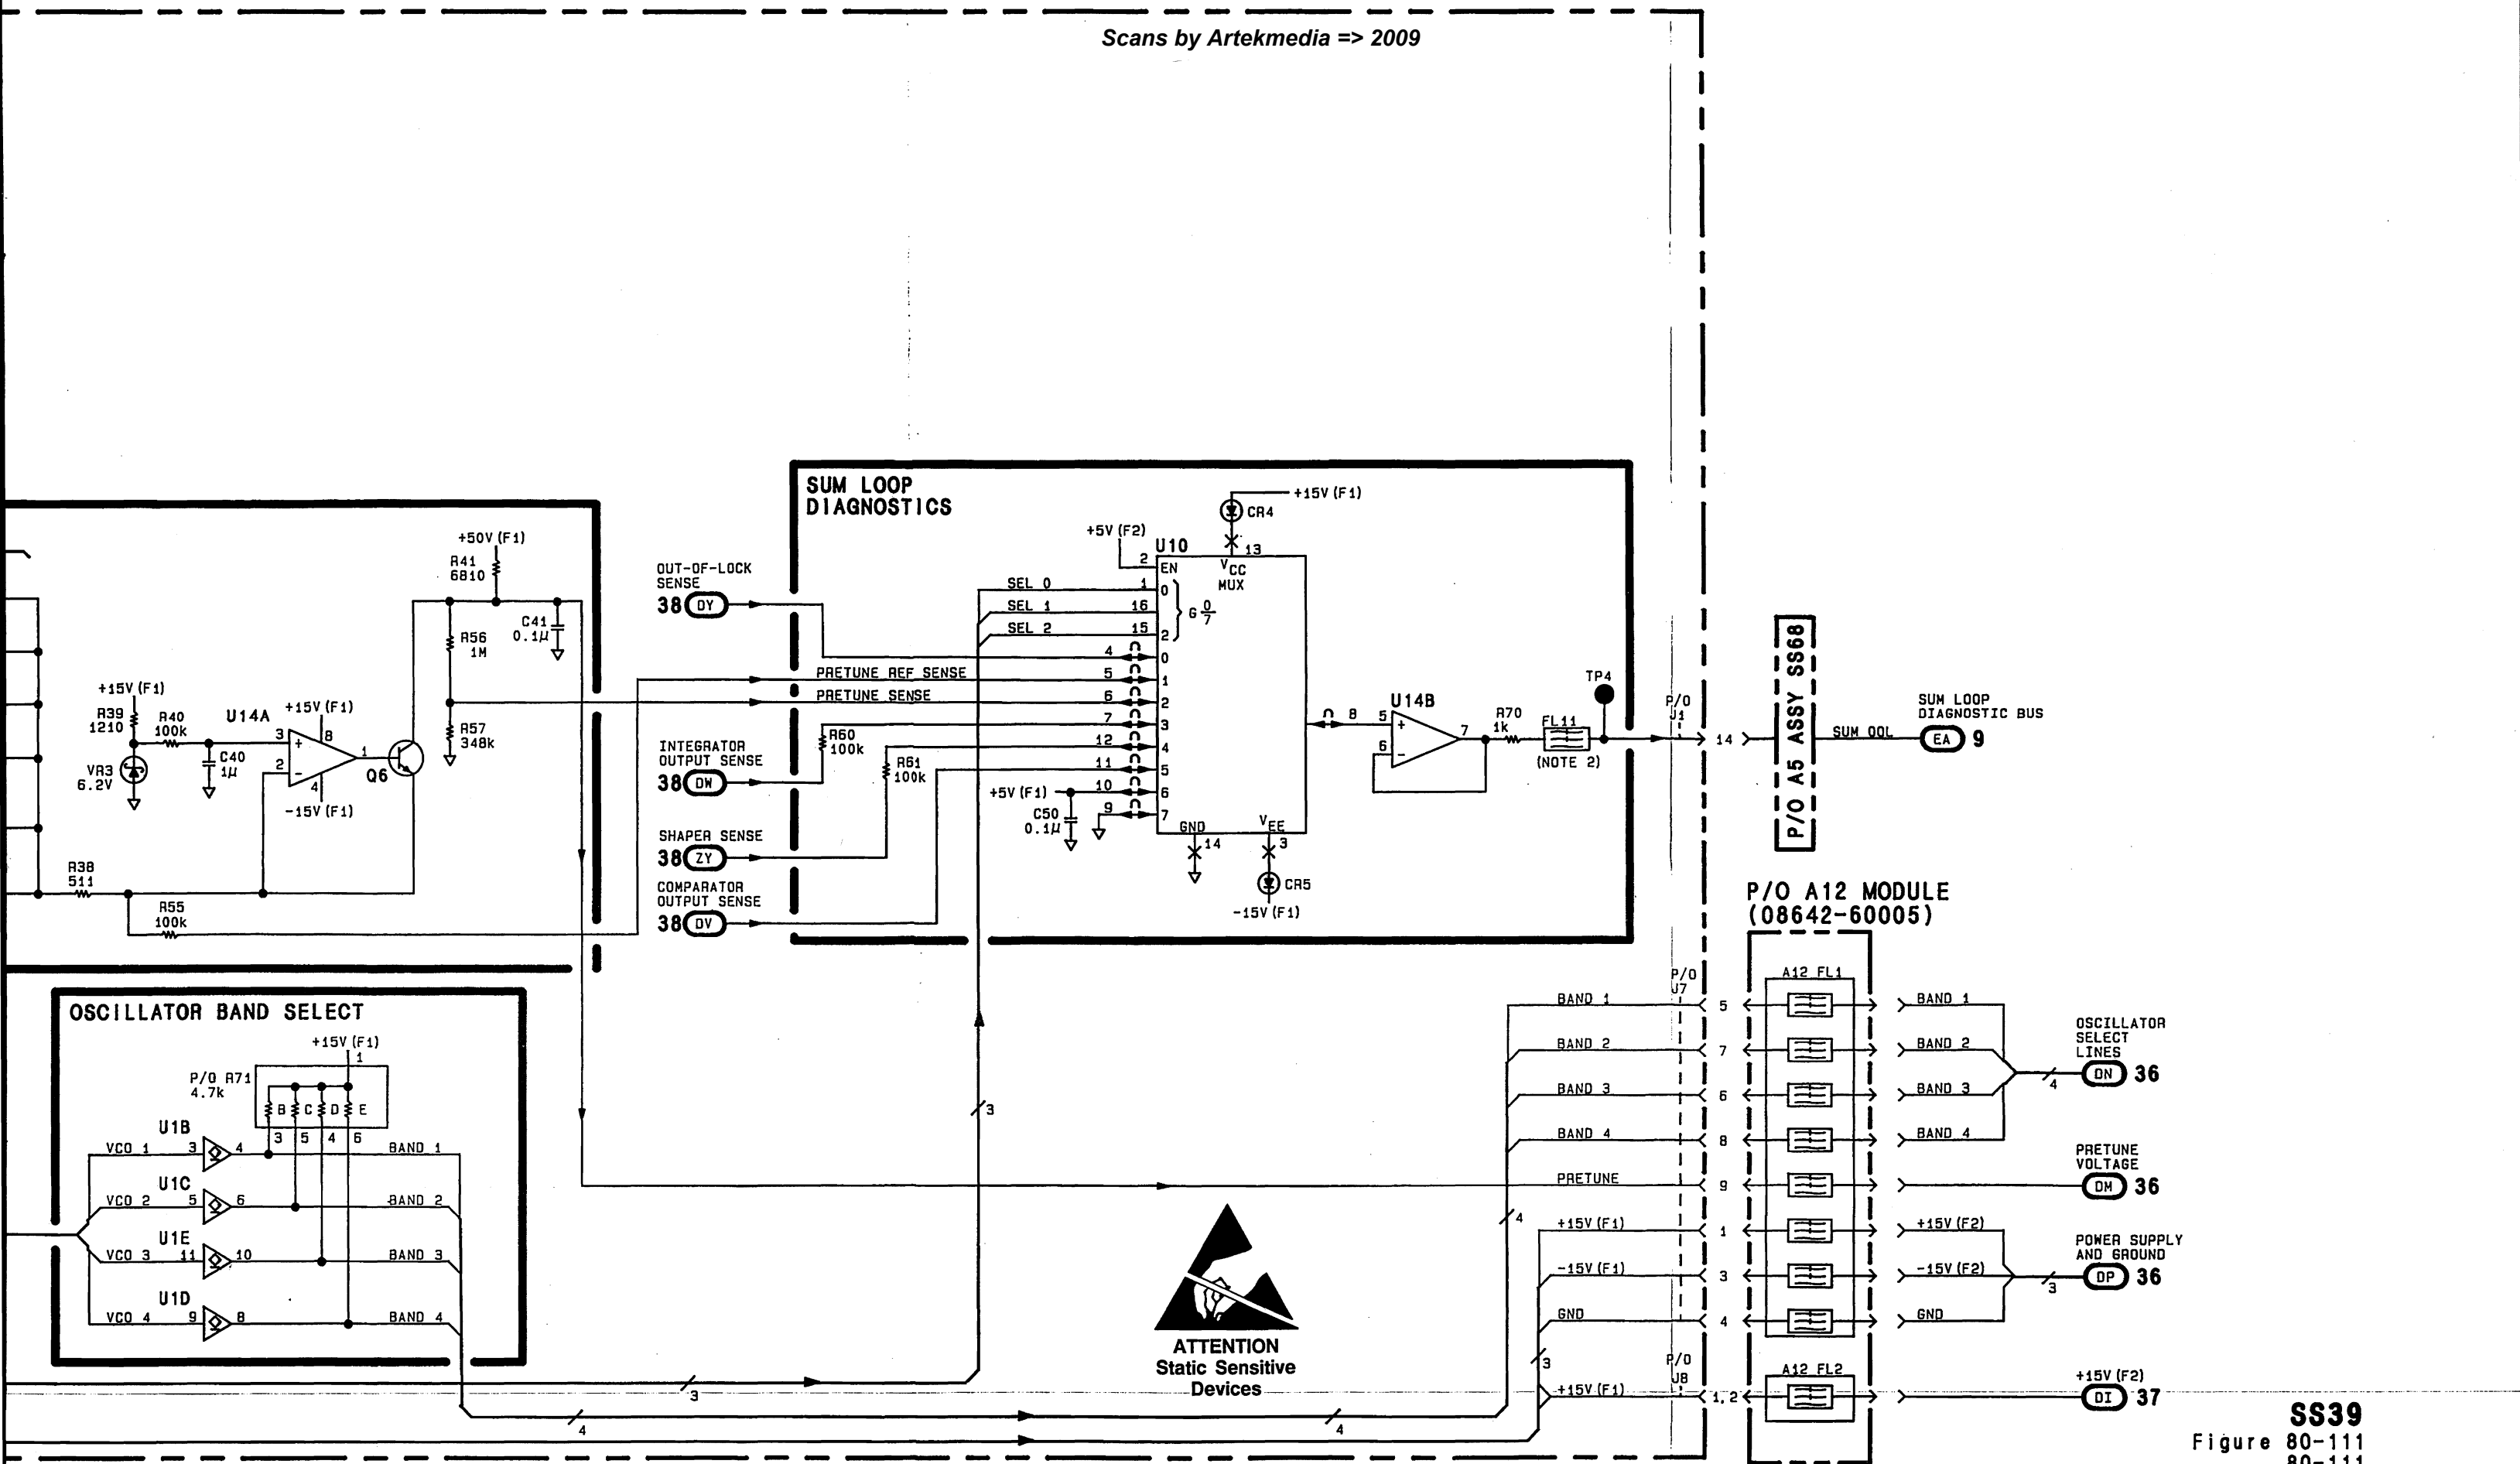 Scans by Artekmedia => 2009
+50V (F1)
R41
6810
R56
1M
C41
0.1µ
R57
348k
+15V (F1)
R39
1210
R40
100k
U14A
+15V (F1)
3
+
8
1
2
-
4
-15V (F1)
Q6
C40
1µ
VR3
6.2V
R38
511
R55
100k
SUM LOOP
DIAGNOSTICS
OUT-OF-LOCK
SENSE
38 DY
PRETUNE REF SENSE
PRETUNE SENSE
INTEGRATOR
OUTPUT SENSE
38 DW
R60
100k
SHAPER SENSE
38 ZY
R61
100k
COMPARATOR
OUTPUT SENSE
38 DV
+15V (F1)
CR4
+5V (F2)
U10
2 EN
13
VCC
MUX
SEL 0 1 0
SEL 1 16
SEL 2 15 2
G 0/7
4 0
5 1
6 2
7 3
12 4
11 5
+5V (F1) 10 6
9 7
C50
0.1µ
GND
14
VEE
3
CR5
-15V (F1)
8
U14B
5 +
6 -
7
R70
1k
FL11
(NOTE 2)
TP4
P/O
J1
14
P/O A5 ASSY SS68
SUM OOL
SUM LOOP
DIAGNOSTIC BUS
EA 9
P/O A12 MODULE
(08642-60005)
OSCILLATOR BAND SELECT
+15V (F1)
1
P/O R71
4.7k
B C D E
3 5 4 6
U1B
VCO 1 3 4 BAND 1
U1C
VCO 2 5 6 BAND 2
U1E
VCO 3 11 10 BAND 3
U1D
VCO 4 9 8 BAND 4
3
3
4
4
4
3
P/O
J7
A12 FL1
BAND 1 5 BAND 1
BAND 2 7 BAND 2
BAND 3 6 BAND 3
BAND 4 8 BAND 4
OSCILLATOR
SELECT
LINES
4
DN 36
PRETUNE 9
PRETUNE
VOLTAGE
DM 36
+15V (F1) 1 +15V (F2)
-15V (F1) 3 -15V (F2)
GND 4 GND
POWER SUPPLY
AND GROUND
3
DP 36
P/O
J8
A12 FL2
+15V (F1) 1,2
+15V (F2)
DI 37
ATTENTION
Static Sensitive
Devices
SS39
Figure 80-111
80-111